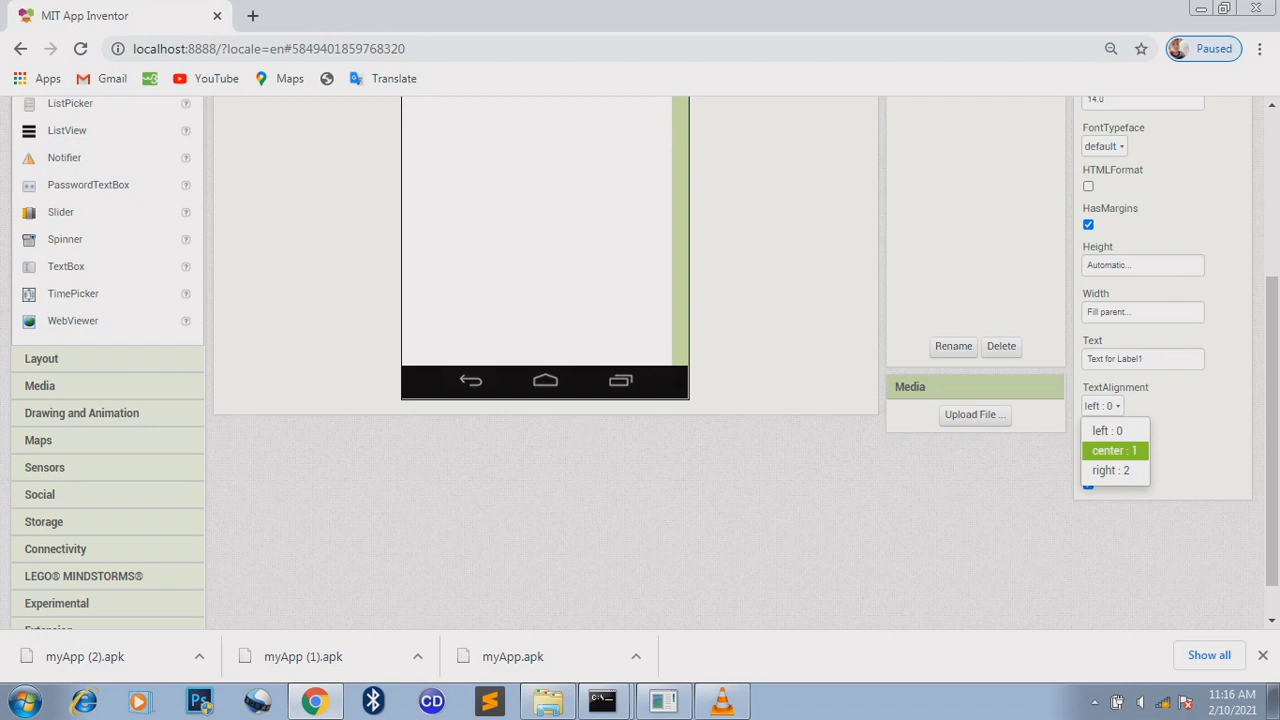 MIT App Inventor
localhost:8888/?locale=en#5849401859768320
Paused
Apps
Gmail
YouTube
Maps
Translate
ListPicker
ListView
Notifier
PasswordTextBox
Slider
Spinner
TextBox
TimePicker
WebViewer
Layout
Media
Drawing and Animation
Maps
Sensors
Social
Storage
Connectivity
LEGO® MINDSTORMS®
Experimental
Extension
Rename
Delete
Media
Upload File ...
14.0
FontTypeface
default
HTMLFormat
HasMargins
Height
Automatic...
Width
Fill parent...
Text
Text for Label1
TextAlignment
left : 0
left : 0
center : 1
right : 2
myApp (2).apk
myApp (1).apk
myApp.apk
Show all
CD
11:16 AM
2/10/2021